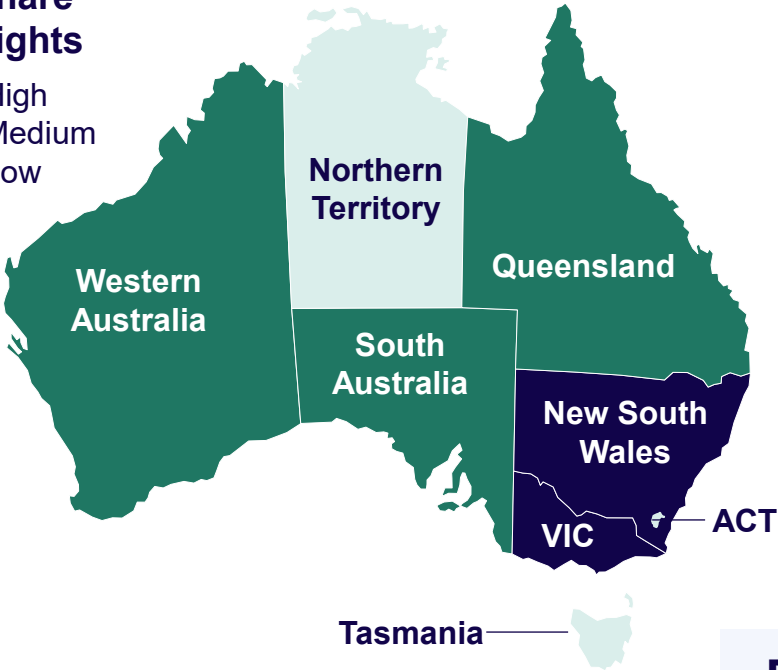 Northern
Territory
Queensland
Western
Australia
South
Australia
New South
Wales
ACT
VIC
Tasmania